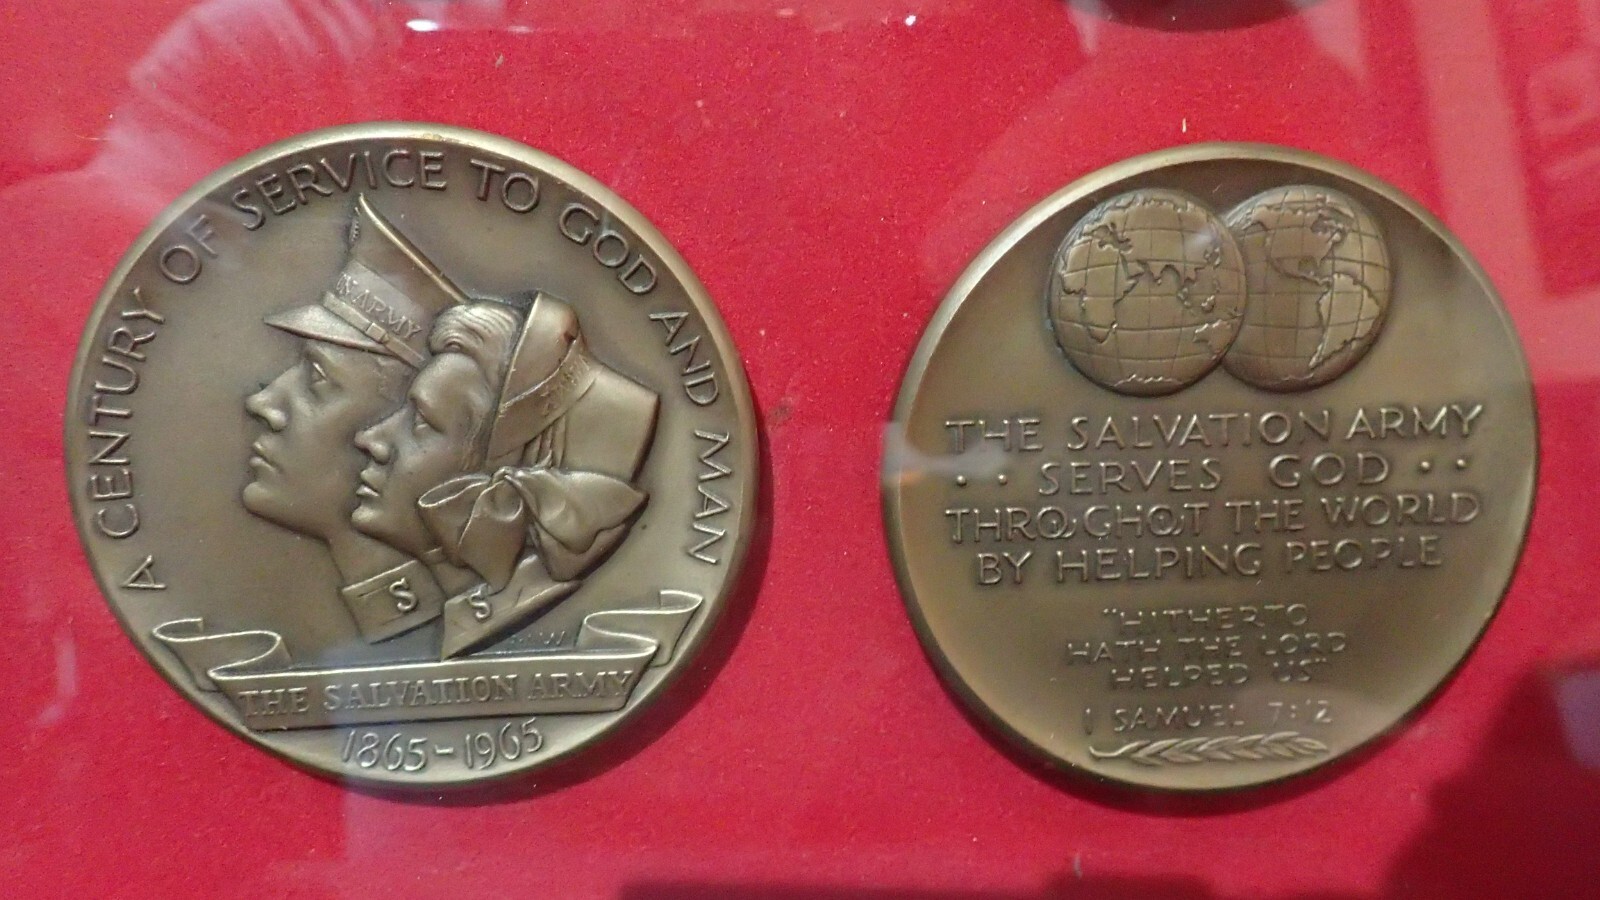 A CENTURY OF SERVICE TO GOD AND MAN
N ARMY
S
S
THE SALVATION ARMY
1865-1965
THE SALVATION ARMY
·· SERVES GOD ··
THROUGHOUT THE WORLD
BY HELPING PEOPLE
"HITHERTO
HATH THE LORD
HELPED US"
1 SAMUEL 7:12